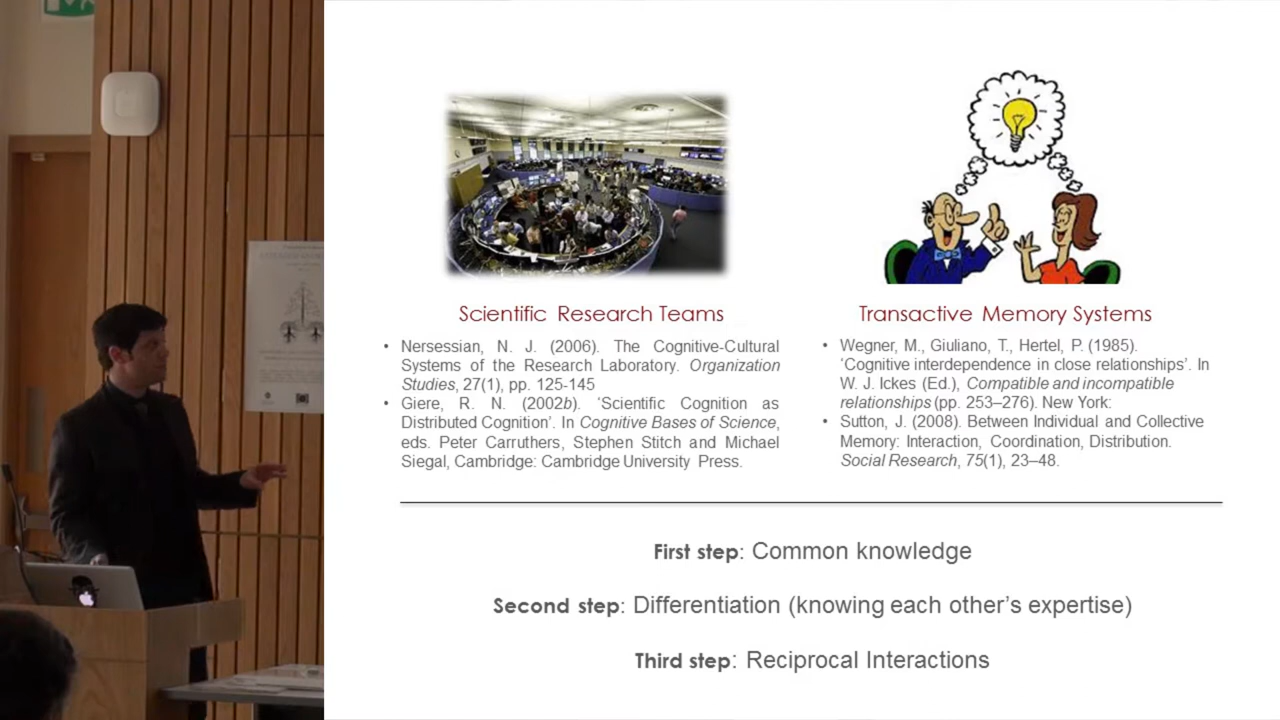 Scientific Research Teams
• Nersessian, N. J. (2006). The Cognitive-Cultural
Systems of the Research Laboratory. Organization
Studies, 27(1), pp. 125-145
• Giere, R. N. (2002b). ‘Scientific Cognition as
Distributed Cognition’. In Cognitive Bases of Science,
eds. Peter Carruthers, Stephen Stitch and Michael
Siegal, Cambridge: Cambridge University Press.
Transactive Memory Systems
• Wegner, M., Giuliano, T., Hertel, P. (1985).
‘Cognitive interdependence in close relationships’. In
W. J. Ickes (Ed.), Compatible and incompatible
relationships (pp. 253–276). New York:
• Sutton, J. (2008). Between Individual and Collective
Memory: Interaction, Coordination, Distribution.
Social Research, 75(1), 23–48.
First step: Common knowledge
Second step: Differentiation (knowing each other’s expertise)
Third step: Reciprocal Interactions